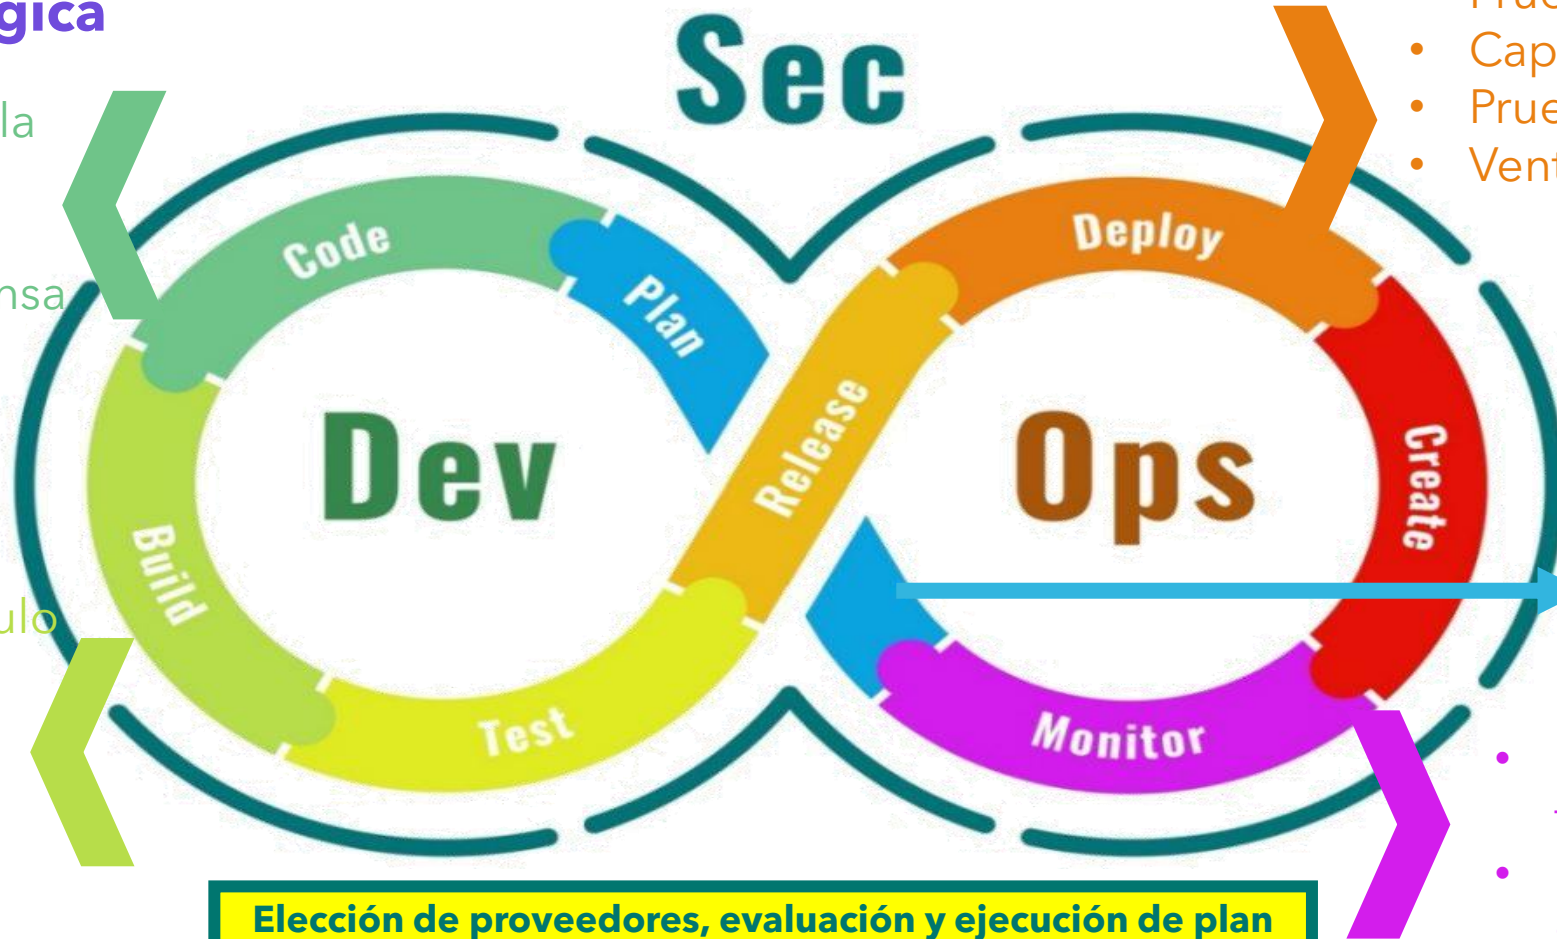 gica
Sec
Cap
la
Prue
Vent
Code
Deploy
Plan
nsa
Release
Dev
Ops
Create
Build
ulo
Test
Monitor
Elección de proveedores, evaluación y ejecución de plan